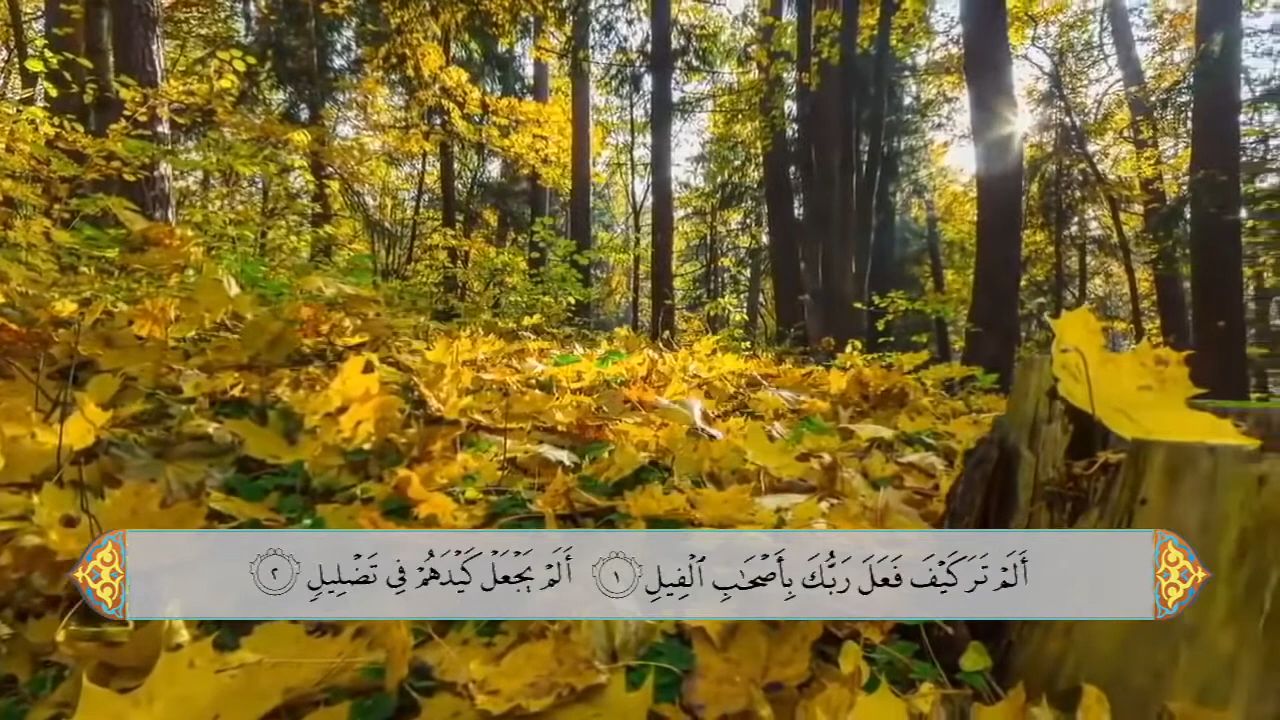 أَلَمْ تَرَ كَيْفَ فَعَلَ رَبُّكَ بِأَصْحَٰبِ ٱلْفِيلِ ١ أَلَمْ يَجْعَلْ كَيْدَهُمْ فِى تَضْلِيلٍ ٢